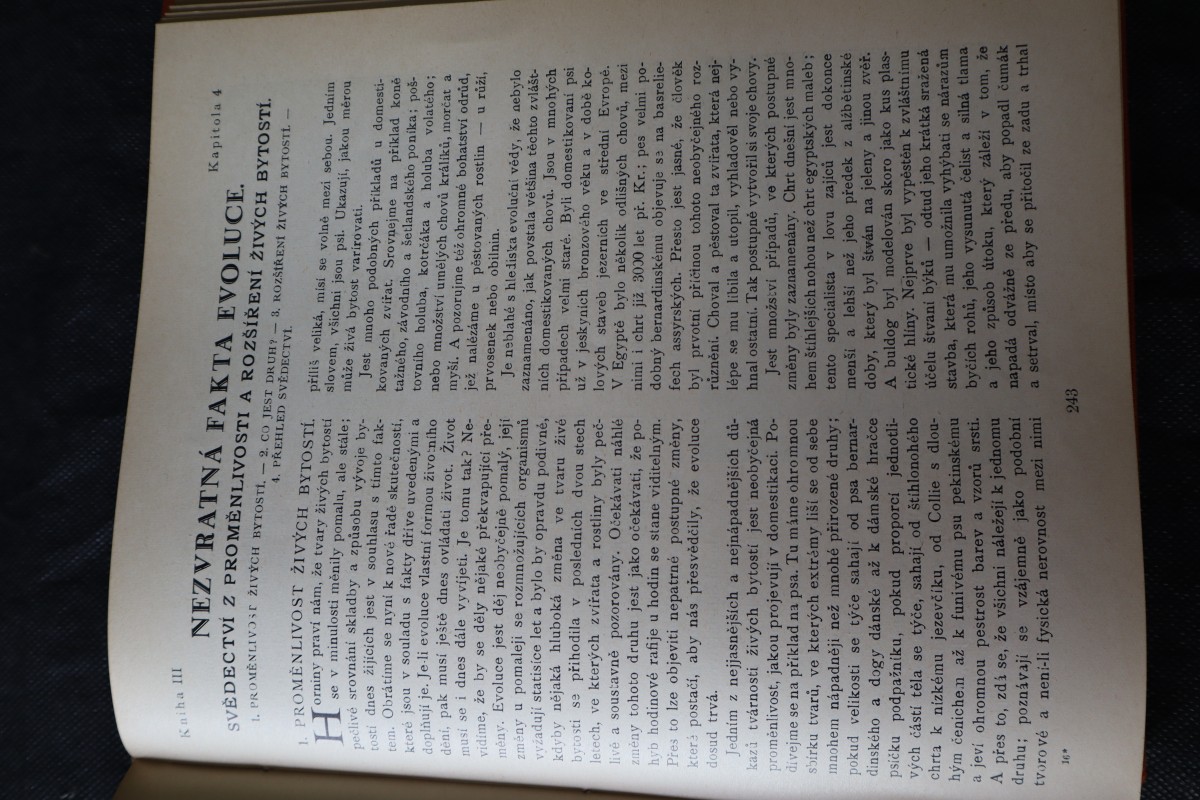 Kniha III
Kapitola 4
NEZVRATNÁ FAKTA EVOLUCE.
SVĚDECTVÍ Z PROMĚNLIVOSTI A ROZŠÍŘENÍ ŽIVÝCH BYTOSTÍ.
1. PROMĚNLIVOST ŽIVÝCH BYTOSTÍ. — 2. CO JEST DRUH? — 3. ROZŠÍŘENÍ ŽIVÝCH BYTOSTÍ. —
4. PŘEHLED SVĚDECTVÍ.
1. PROMĚNLIVOST ŽIVÝCH BYTOSTÍ.
Horniny praví nám, že tvary živých bytostí
se v minulosti měnily pomalu, ale stále;
pečlivé srovnání skladby a způsobu vývoje by-
tostí dnes žijících jest v souhlasu s tímto fak-
tem. Obrátíme se nyní k nové řadě skutečností,
které jsou v souladu s fakty dříve uvedenými a
doplňují je. Je-li evoluce vlastní formou životního
dění, pak musí ještě dnes ovládati život. Život
musí se i dnes dále vyvíjeti. Je tomu tak? Ne-
vidíme, že by se děly nějaké překvapující pře-
měny. Evoluce jest děj neobyčejně pomalý, její
změny u pomaleji se rozmnožujících organismů
vyžadují statisíce let a bylo by opravdu podivné,
kdyby nějaká hluboká změna ve tvaru živé
bytosti se přihodila v posledních dvou stech
letech, ve kterých zvířata a rostliny byly peč-
livě a soustavně pozorovány. Očekávati náhlé
změny tohoto druhu jest jako očekávati, že po-
hyb hodinové rafije u hodin se stane viditelným.
Přes to lze objeviti nepatrné postupné změny,
která postačí, aby nás přesvědčily, že evoluce
dosud trvá.
Jedním z nejjasnějších a nejnápadnějších dů-
kazů tvárnosti živých bytostí jest neobyčejná
proměnlivost, jakou projevují v domestikaci. Po-
dívejme se na příklad na psa. Tu máme ohromnou
sbírku tvarů, ve kterých extrémy liší se od sebe
mnohem nápadněji než mnohé přirozené druhy;
pokud velikosti se týče sahají od psa bernar-
dinského a dogy dánské až k dámské hračce
psíčku podpažníku, pokud proporcí jednotli-
vých částí těla se týče, sahají od štíhlonohého
chrta k nízkému jezevčíku, od Collie s dlou-
hým čenichem až k funivému psu pekinskému
a jeví ohromnou pestrost barev a vzorů srsti.
A přes to, zdá se, že všichni náležejí k jednomu
druhu; poznávají se vzájemně jako podobní
tvorové a není-li fysická nerovnost mezi nimi
příliš veliká, mísí se volně mezi sebou. Jedním
slovem, všichni jsou psi. Ukazují, jakou měrou
může živá bytost varirovati.
Jest mnoho podobných příkladů u domesti-
kovaných zvířat. Srovnejme na příklad koně
tažného, závodního a šetlandského ponika; poš-
tovního holuba, kotrčáka a holuba volatého;
nebo množství umělých chovů králíků, morčat a
myší. A pozorujme též ohromné bohatství odrůd,
jež nalézáme u pěstovaných rostlin — u růží,
prvosenek nebo obilnin.
Je neblahé s hlediska evoluční vědy, že nebylo
zaznamenáno, jak povstala většina těchto zvlášt-
ních domestikovaných chovů. Jsou v mnohých
případech velmi staré. Byli domestikovaní psi
už v jeskynich bronzového věku a v době ko-
lových staveb jezerních ve střední Evropě.
V Egyptě bylo několik odlišných chovů, mezi
nimi i chrt již 3000 let př. Kr.; pes velmi po-
dobný bernardinskému objevuje se na basrelie-
fech assyrských. Přesto jest jasné, že člověk
byl prvotní příčinou tohoto neobyčejného roz-
různění. Choval a pěstoval ta zvířata, která nej-
lépe se mu líbila a utopil, vyhladověl nebo vy-
hnal ostatní. Tak postupně vytvořil si svoje chovy.
Jest množství případů, ve kterých postupné
změny byly zaznamenány. Chrt dnešní jest mno-
hem štíhlejších nohou než chrt egyptských maleb;
tento specialista v lovu zajíců jest dokonce
menší a lehší než jeho předek z alžbětinské
doby, který byl štván na jeleny a jinou zvěř.
A buldog byl modelován skoro jako kus plas-
tické hlíny. Nejprve byl vypěstěn k zvláštnímu
účelu štvaní býků — odtud jeho krátká sražená
stavba, která mu umožnila vyhýbati se nárazům
býčích rohů, jeho vysunutá čelist a silná tlama
a jeho způsob útoku, který záleží v tom, že
napadá odvážně ze předu, aby popadl čumák
a setrval, místo aby se přitočil ze zadu a trhal
16*
243